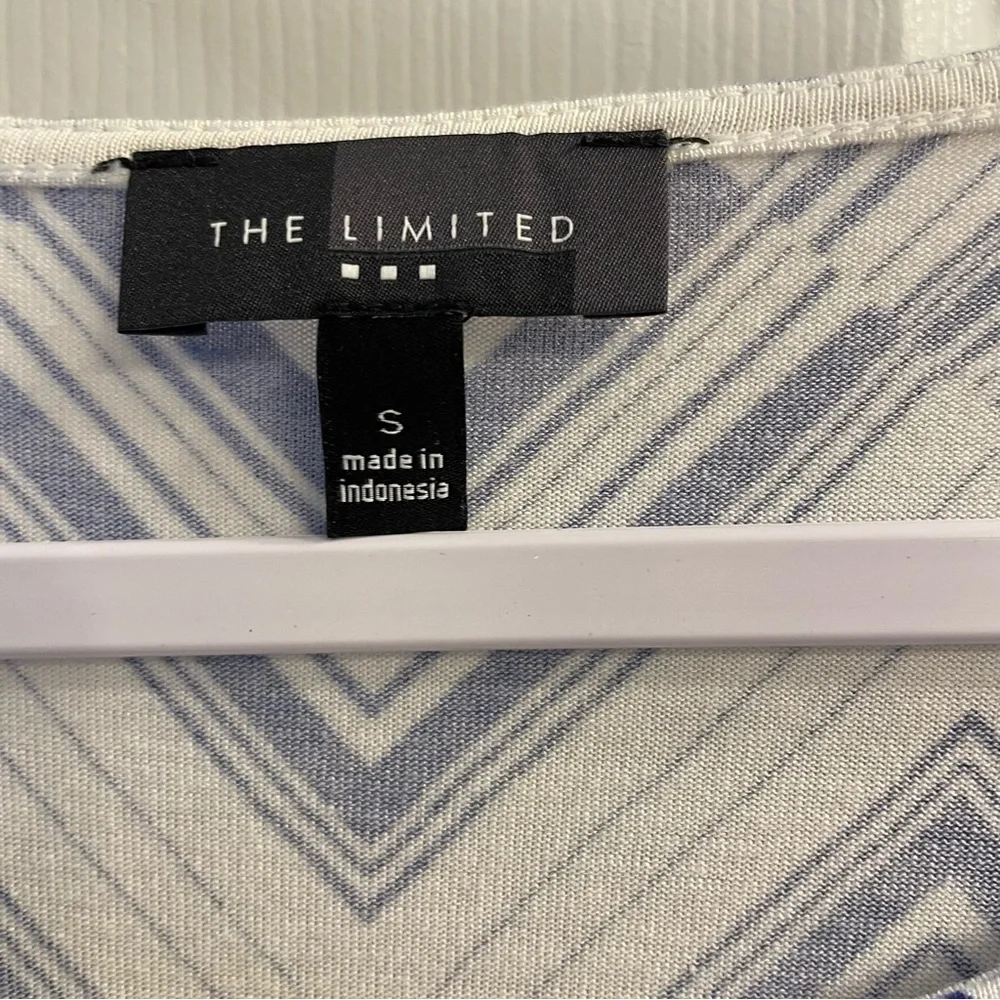 THE LIMITED
S
made in
indonesia